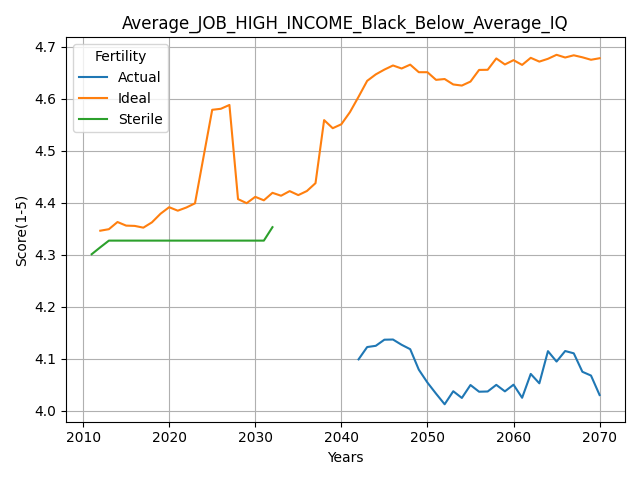 Average_JOB_HIGH_INCOME_Black_Below_Average_IQ
Fertility
Actual
Ideal
Sterile
Score(1-5)
4.7
4.6
4.5
4.4
4.3
4.2
4.1
4.0
2010 2020 2030 2040 2050 2060 2070
Years